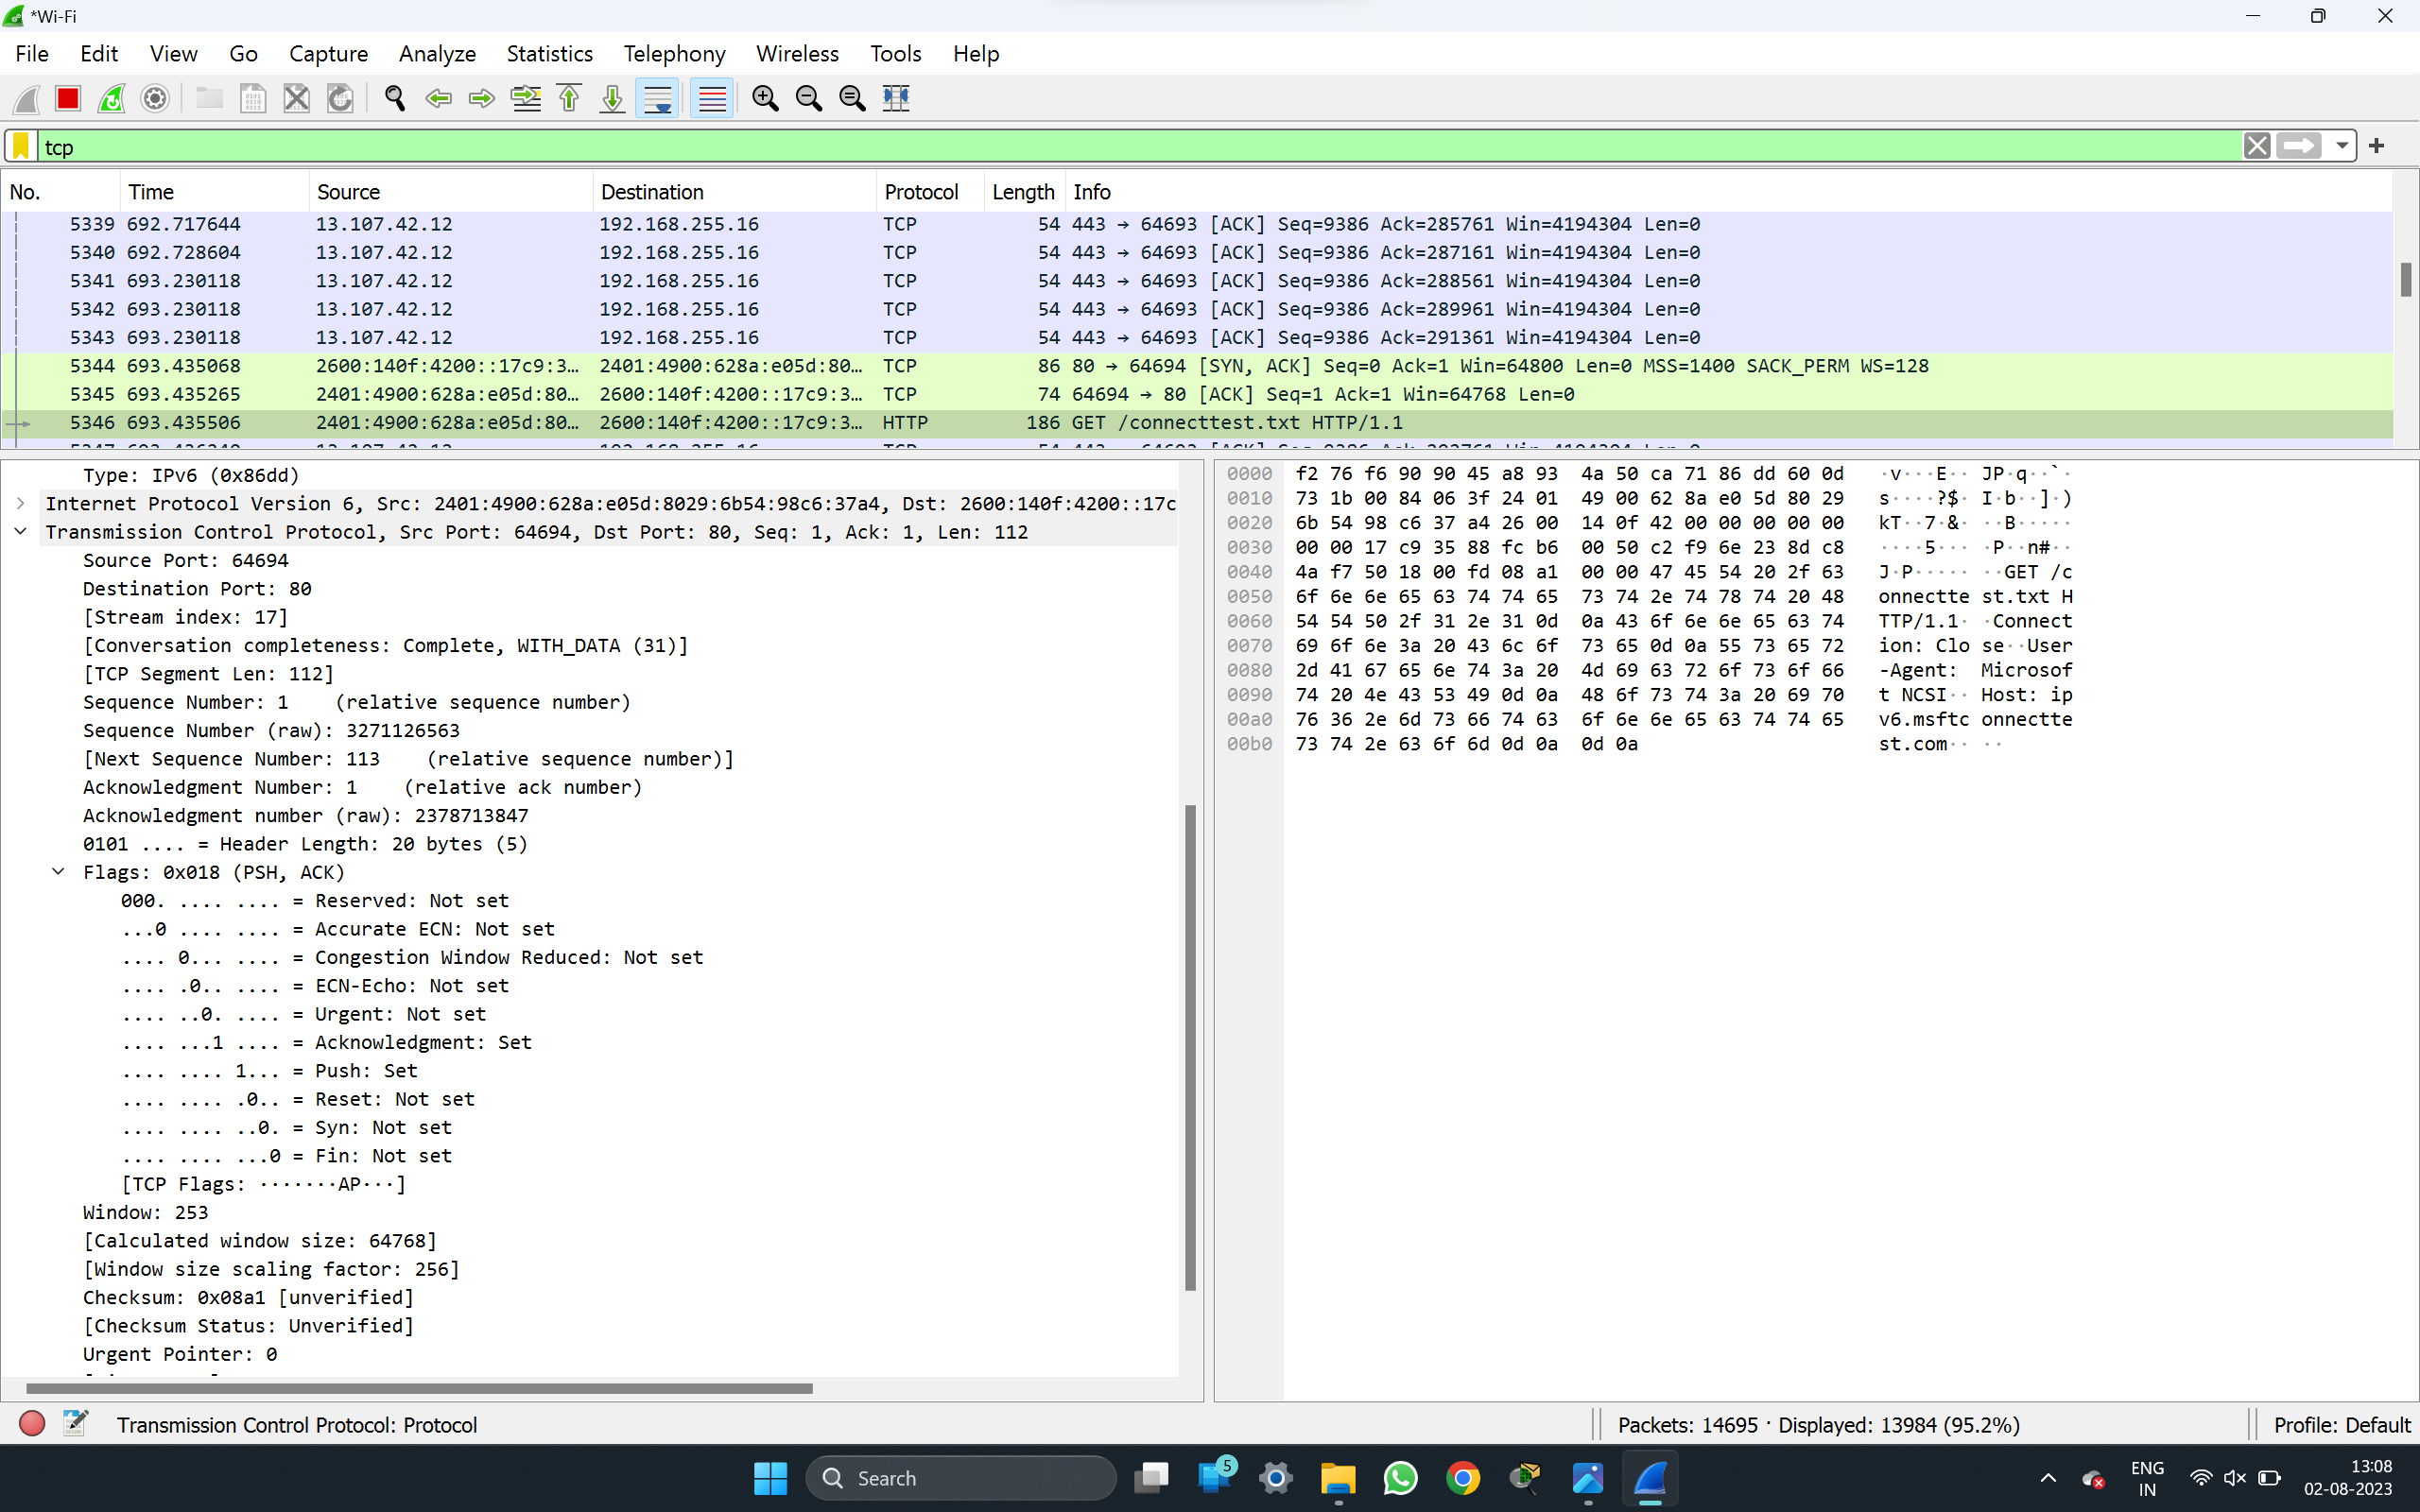 *Wi-Fi
File Edit View Go Capture Analyze Statistics Telephony Wireless Tools Help
tcp
No. Time Source Destination Protocol Length Info
5339 692.717644 13.107.42.12 192.168.255.16 TCP 54 443 → 64693 [ACK] Seq=9386 Ack=285761 Win=4194304 Len=0
5340 692.728604 13.107.42.12 192.168.255.16 TCP 54 443 → 64693 [ACK] Seq=9386 Ack=287161 Win=4194304 Len=0
5341 693.230118 13.107.42.12 192.168.255.16 TCP 54 443 → 64693 [ACK] Seq=9386 Ack=288561 Win=4194304 Len=0
5342 693.230118 13.107.42.12 192.168.255.16 TCP 54 443 → 64693 [ACK] Seq=9386 Ack=289961 Win=4194304 Len=0
5343 693.230118 13.107.42.12 192.168.255.16 TCP 54 443 → 64693 [ACK] Seq=9386 Ack=291361 Win=4194304 Len=0
5344 693.435068 2600:140f:4200::17c9:3… 2401:4900:628a:e05d:80… TCP 86 80 → 64694 [SYN, ACK] Seq=0 Ack=1 Win=64800 Len=0 MSS=1400 SACK_PERM WS=128
5345 693.435265 2401:4900:628a:e05d:80… 2600:140f:4200::17c9:3… TCP 74 64694 → 80 [ACK] Seq=1 Ack=1 Win=64768 Len=0
5346 693.435506 2401:4900:628a:e05d:80… 2600:140f:4200::17c9:3… HTTP 186 GET /connecttest.txt HTTP/1.1
Type: IPv6 (0x86dd)
Internet Protocol Version 6, Src: 2401:4900:628a:e05d:8029:6b54:98c6:37a4, Dst: 2600:140f:4200::17c
Transmission Control Protocol, Src Port: 64694, Dst Port: 80, Seq: 1, Ack: 1, Len: 112
Source Port: 64694
Destination Port: 80
[Stream index: 17]
[Conversation completeness: Complete, WITH_DATA (31)]
[TCP Segment Len: 112]
Sequence Number: 1 (relative sequence number)
Sequence Number (raw): 3271126563
[Next Sequence Number: 113 (relative sequence number)]
Acknowledgment Number: 1 (relative ack number)
Acknowledgment number (raw): 2378713847
0101 .... = Header Length: 20 bytes (5)
Flags: 0x018 (PSH, ACK)
000. .... .... = Reserved: Not set
...0 .... .... = Accurate ECN: Not set
.... 0... .... = Congestion Window Reduced: Not set
.... .0.. .... = ECN-Echo: Not set
.... ..0. .... = Urgent: Not set
.... ...1 .... = Acknowledgment: Set
.... .... 1... = Push: Set
.... .... .0.. = Reset: Not set
.... .... ..0. = Syn: Not set
.... .... ...0 = Fin: Not set
[TCP Flags: ·······AP···]
Window: 253
[Calculated window size: 64768]
[Window size scaling factor: 256]
Checksum: 0x08a1 [unverified]
[Checksum Status: Unverified]
Urgent Pointer: 0
0000 f2 76 f6 90 90 45 a8 93 4a 50 ca 71 86 dd 60 0d ·v···E·· JP·q··`·
0010 73 1b 00 84 06 3f 24 01 49 00 62 8a e0 5d 80 29 s····?$· I·b··]·)
0020 6b 54 98 c6 37 a4 26 00 14 0f 42 00 00 00 00 00 kT··7·&· ··B·····
0030 00 00 17 c9 35 88 fc b6 00 50 c2 f9 6e 23 8d c8 ····5··· ·P··n#··
0040 4a f7 50 18 00 fd 08 a1 00 00 47 45 54 20 2f 63 J·P····· ··GET /c
0050 6f 6e 6e 65 63 74 74 65 73 74 2e 74 78 74 20 48 onnectte st.txt H
0060 54 54 50 2f 31 2e 31 0d 0a 43 6f 6e 6e 65 63 74 TTP/1.1· ·Connect
0070 69 6f 6e 3a 20 43 6c 6f 73 65 0d 0a 55 73 65 72 ion: Clo se··User
0080 2d 41 67 65 6e 74 3a 20 4d 69 63 72 6f 73 6f 66 -Agent: Microsof
0090 74 20 4e 43 53 49 0d 0a 48 6f 73 74 3a 20 69 70 t NCSI·· Host: ip
00a0 76 36 2e 6d 73 66 74 63 6f 6e 6e 65 63 74 74 65 v6.msftc onnectte
00b0 73 74 2e 63 6f 6d 0d 0a 0d 0a st.com·· ··
Transmission Control Protocol: Protocol
Packets: 14695 · Displayed: 13984 (95.2%)
Profile: Default
Search
5
ENG
IN
13:08
02-08-2023